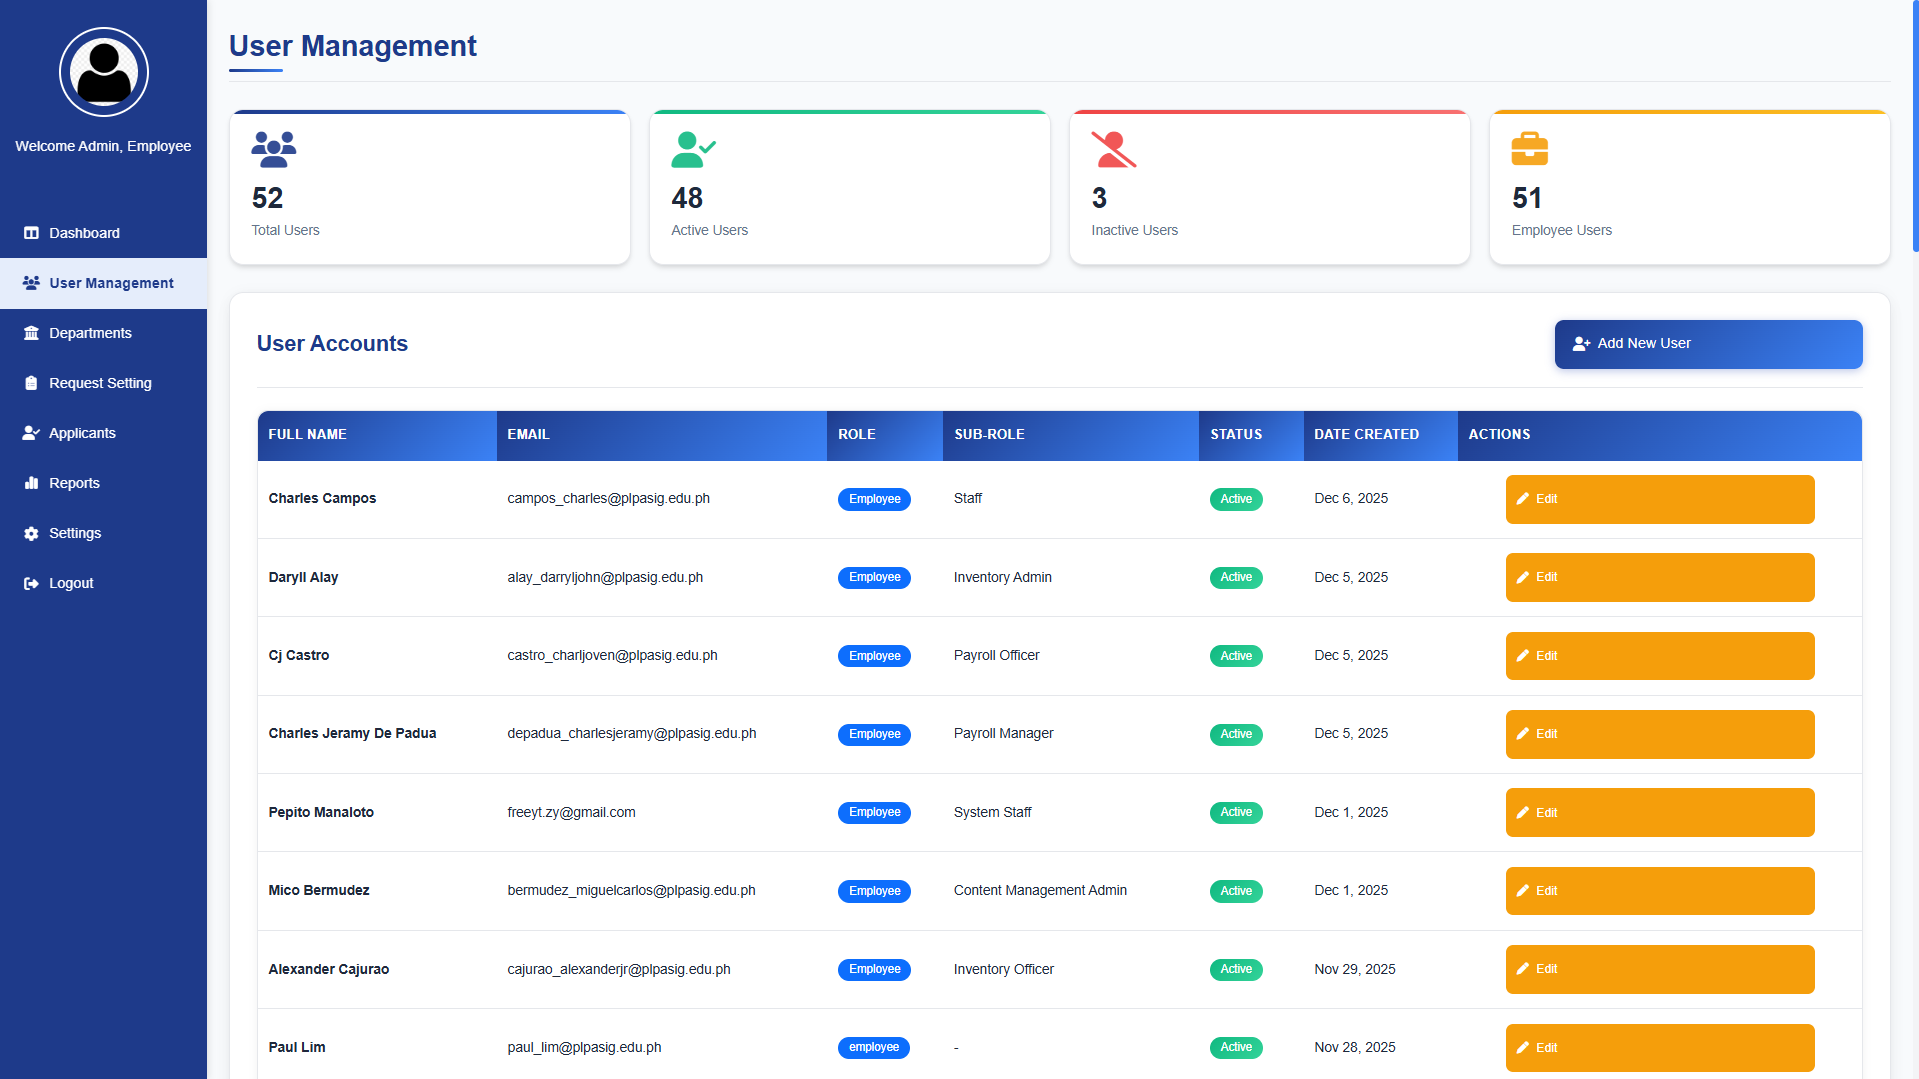 Welcome Admin, Employee
Dashboard
User Management
Departments
Request Setting
Applicants
Reports
Settings
Logout
User Management
52
Total Users
48
Active Users
3
Inactive Users
51
Employee Users
User Accounts
Add New User
FULL NAME EMAIL ROLE SUB-ROLE STATUS DATE CREATED ACTIONS
Charles Campos campos_charles@plpasig.edu.ph Employee Staff Active Dec 6, 2025 Edit
Daryll Alay alay_darryljohn@plpasig.edu.ph Employee Inventory Admin Active Dec 5, 2025 Edit
Cj Castro castro_charljoven@plpasig.edu.ph Employee Payroll Officer Active Dec 5, 2025 Edit
Charles Jeramy De Padua depadua_charlesjeramy@plpasig.edu.ph Employee Payroll Manager Active Dec 5, 2025 Edit
Pepito Manaloto freeyt.zy@gmail.com Employee System Staff Active Dec 1, 2025 Edit
Mico Bermudez bermudez_miguelcarlos@plpasig.edu.ph Employee Content Management Admin Active Dec 1, 2025 Edit
Alexander Cajurao cajurao_alexanderjr@plpasig.edu.ph Employee Inventory Officer Active Nov 29, 2025 Edit
Paul Lim paul_lim@plpasig.edu.ph employee - Active Nov 28, 2025 Edit